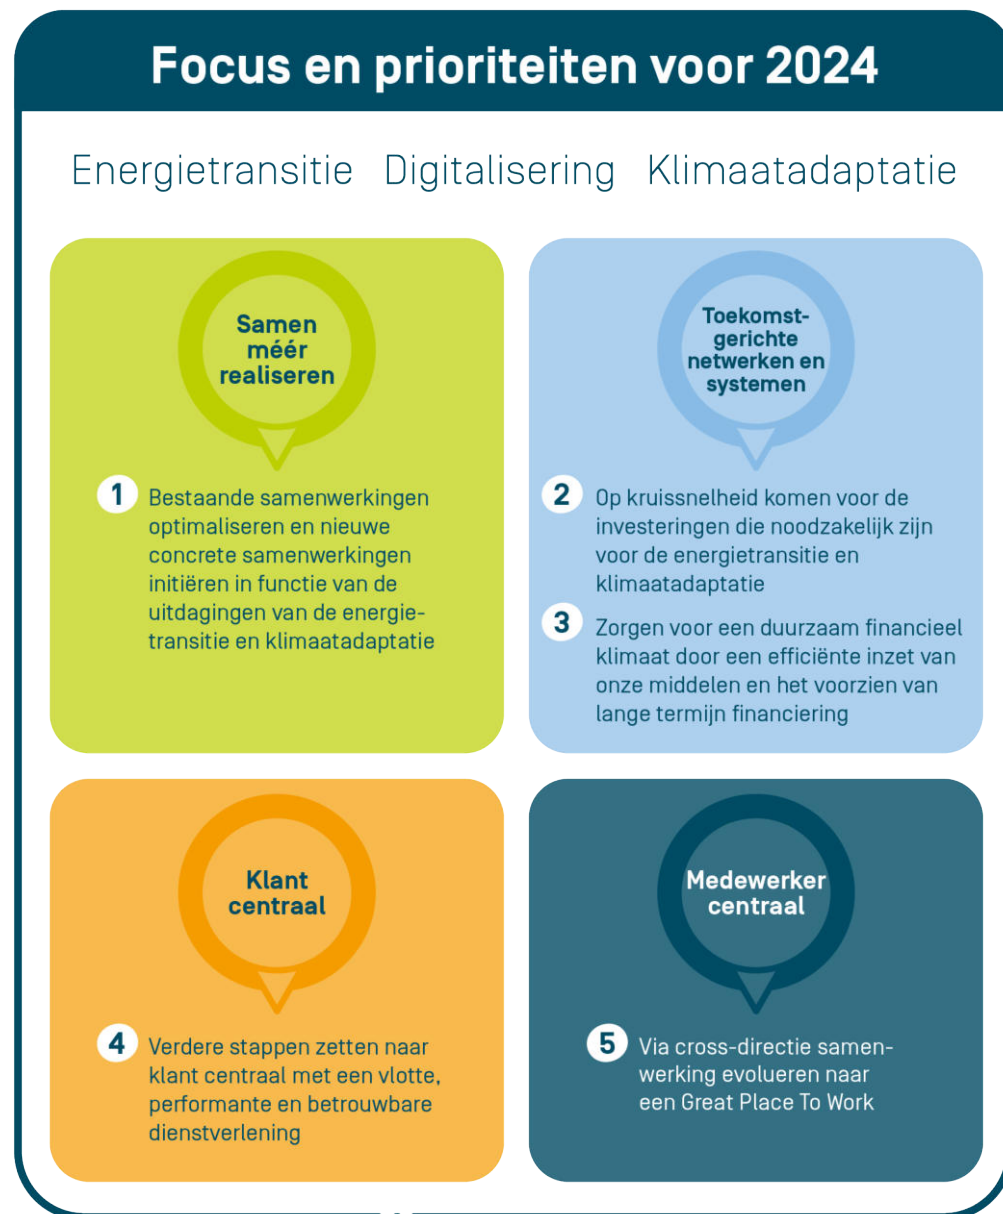 Focus en prioriteiten voor 2024
Energietransitie Digitalisering Klimaatadaptatie
Samen
méér
realiseren
1 Bestaande samenwerkingen
optimaliseren en nieuwe
concrete samenwerkingen
initiëren in functie van de
uitdagingen van de energie-
transitie en klimaatadaptatie
Toekomst-
gerichte
netwerken en
systemen
2 Op kruissnelheid komen voor de
investeringen die noodzakelijk zijn
voor de energietransitie en
klimaatadaptatie
3 Zorgen voor een duurzaam financieel
klimaat door een efficiënte inzet van
onze middelen en het voorzien van
lange termijn financiering
Klant
centraal
4 Verdere stappen zetten naar
klant centraal met een vlotte,
performante en betrouwbare
dienstverlening
Medewerker
centraal
5 Via cross-directie samen-
werking evolueren naar
een Great Place To Work